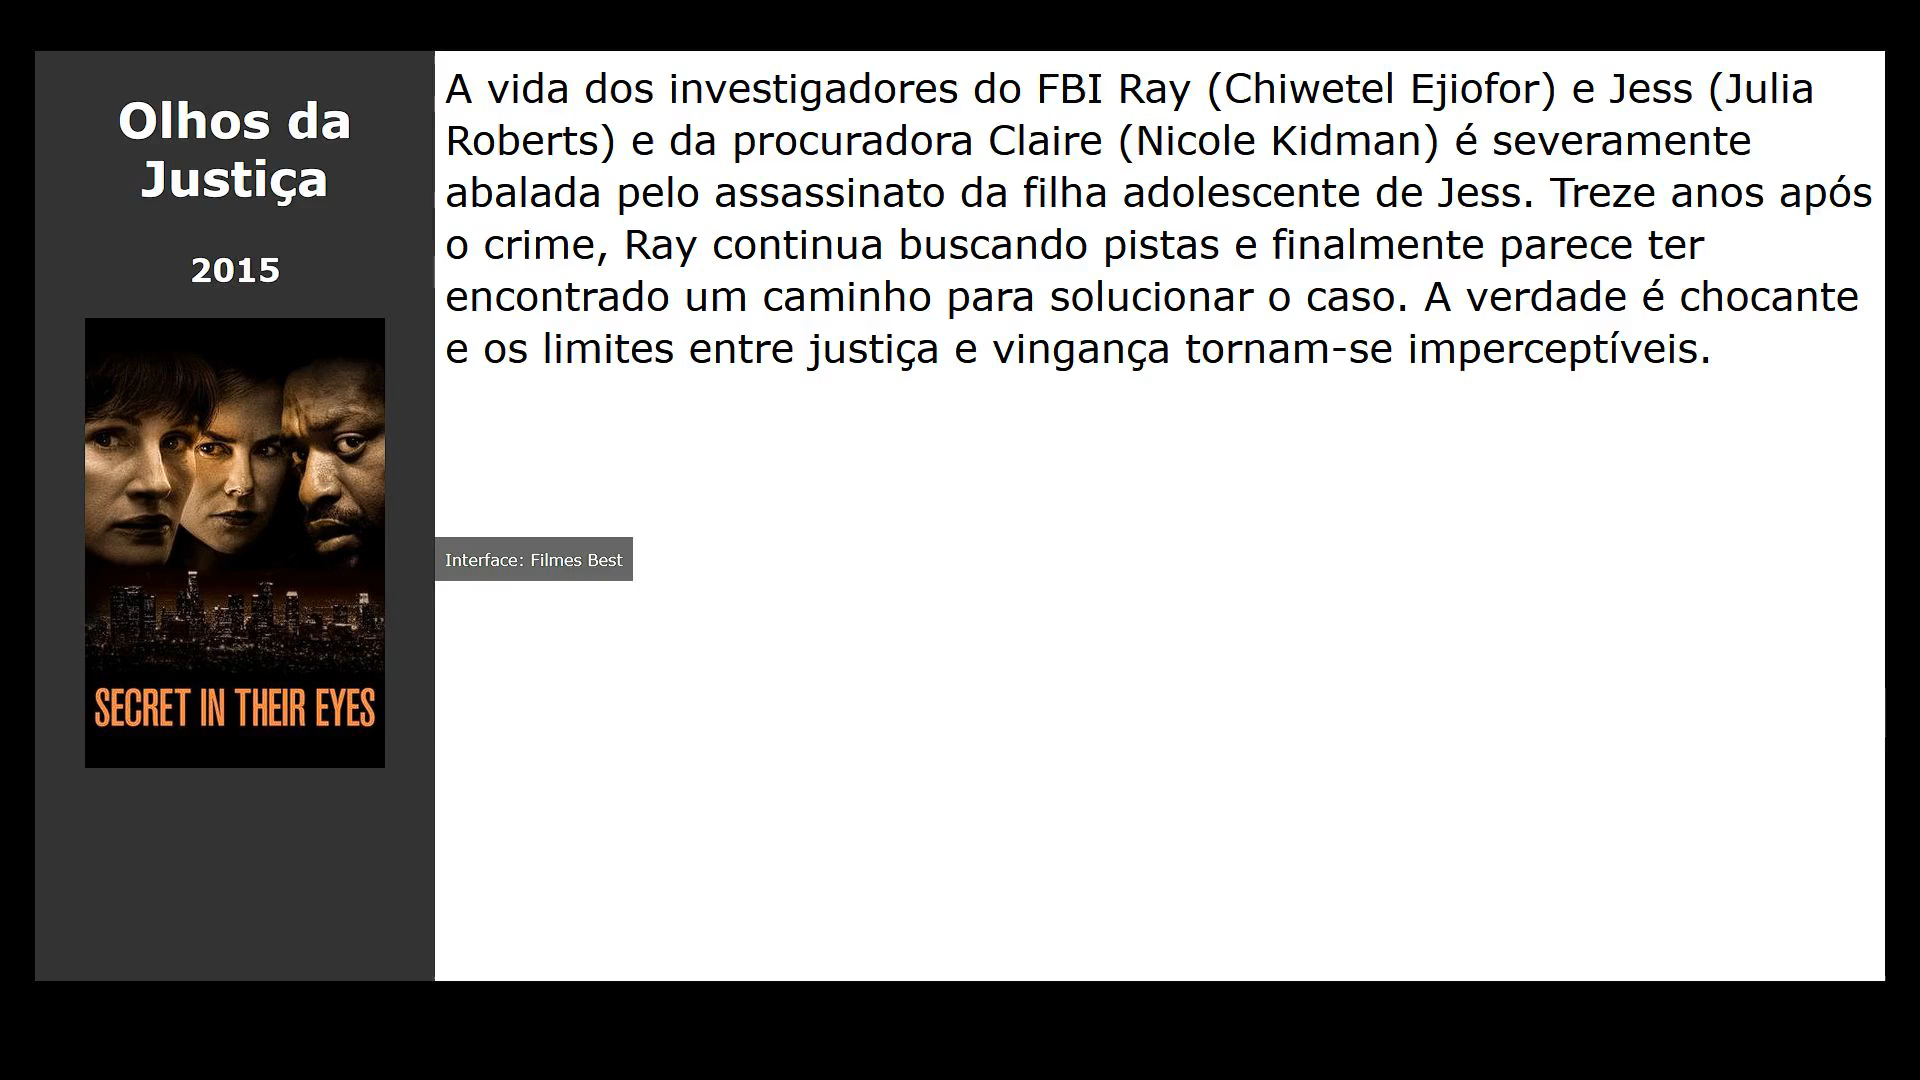 Olhos da
Justiça
2015
SECRET IN THEIR EYES
A vida dos investigadores do FBI Ray (Chiwetel Ejiofor) e Jess (Julia
Roberts) e da procuradora Claire (Nicole Kidman) é severamente
abalada pelo assassinato da filha adolescente de Jess. Treze anos após
o crime, Ray continua buscando pistas e finalmente parece ter
encontrado um caminho para solucionar o caso. A verdade é chocante
e os limites entre justiça e vingança tornam-se imperceptíveis.
Interface: Filmes Best